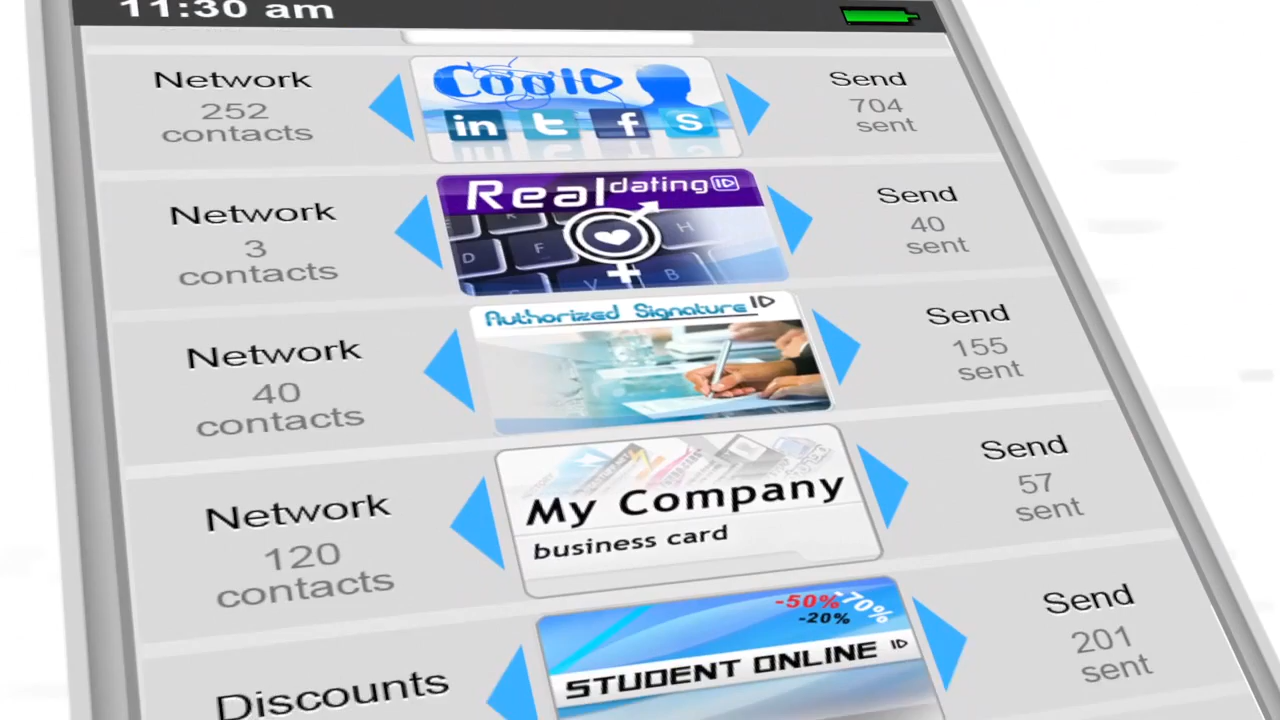 11:30 am
Network
252
contacts
CoolD
in t f S
Send
704
sent
Network
3
contacts
Real dating ID
D F H V B
Send
40
sent
Network
40
contacts
Authorized Signature ID
Send
155
sent
Network
120
contacts
My Company
business card
Send
57
sent
Discounts
-50% -70%
-20%
STUDENT ONLINE ID
Send
201
sent